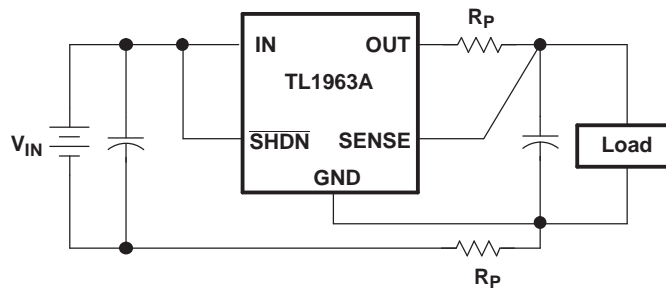 R_P
IN
OUT
TL1963A
V_IN
SHDN
SENSE
Load
GND
R_P